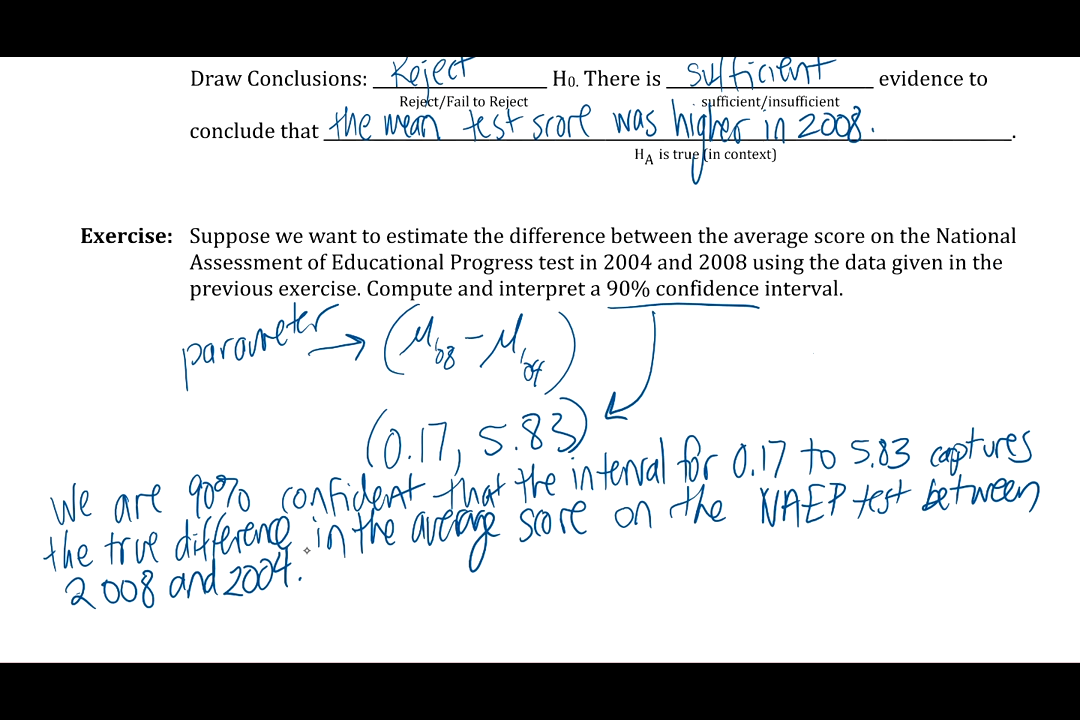 Draw Conclusions: Reject H0. There is sufficient evidence to
Reject/Fail to Reject sufficient/insufficient
conclude that the mean test score was higher in 2008.
HA is true (in context)
Exercise: Suppose we want to estimate the difference between the average score on the National
Assessment of Educational Progress test in 2004 and 2008 using the data given in the
previous exercise. Compute and interpret a 90% confidence interval.
parameter → (μ'08 - μ'04)
(0.17, 5.83)
We are 90% confident that the interval for 0.17 to 5.83 captures
the true difference in the average score on the NAEP test between
2008 and 2004.